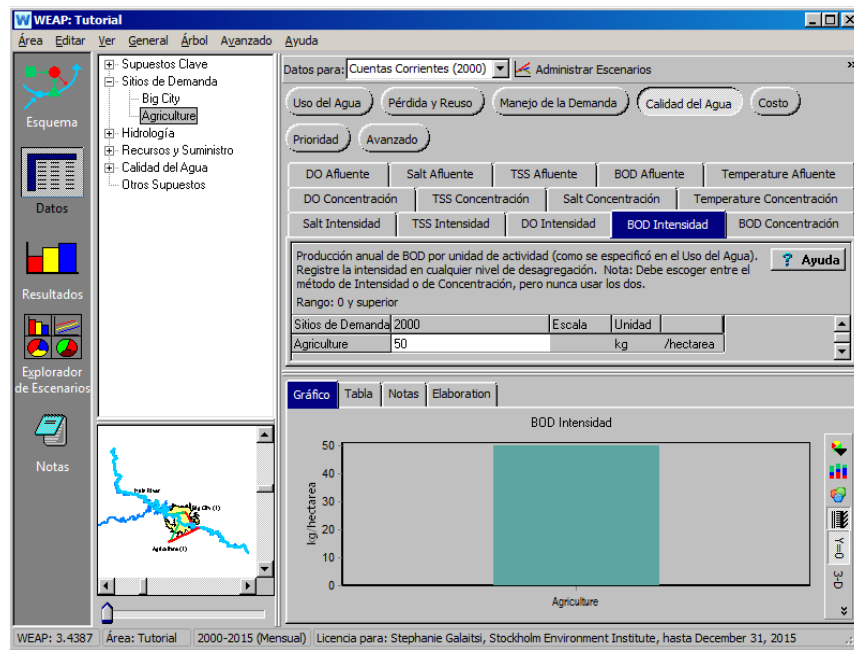 WEAP: Tutorial
Área Editar Ver General Árbol Avanzado Ayuda
Esquema
Datos
Resultados
Explorador
de Escenarios
Notas
Supuestos Clave
Sitios de Demanda
Big City
Agriculture
Hidrología
Recursos y Suministro
Calidad del Agua
Otros Supuestos
Main River
Big City (1)
Agriculture (1)
Datos para: Cuentas Corrientes (2000) Administrar Escenarios »
Uso del Agua Pérdida y Reuso Manejo de la Demanda Calidad del Agua Costo
Prioridad Avanzado
DO Afluente Salt Afluente TSS Afluente BOD Afluente Temperature Afluente
DO Concentración TSS Concentración Salt Concentración Temperature Concentración
Salt Intensidad TSS Intensidad DO Intensidad BOD Intensidad BOD Concentración
Producción anual de BOD por unidad de actividad (como se especificó en el Uso del Agua).
Registre la intensidad en cualquier nivel de desagregación. Nota: Debe escoger entre el
método de Intensidad o de Concentración, pero nunca usar los dos.
Rango: 0 y superior
? Ayuda
Sitios de Demanda 2000 Escala Unidad
Agriculture 50 kg /hectarea
Gráfico Tabla Notas Elaboration
BOD Intensidad
kg/hectarea
50
40
30
20
10
0
Agriculture
Y=0
3-D
WEAP: 3.4387 Área: Tutorial 2000-2015 (Mensual) Licencia para: Stephanie Galaitsi, Stockholm Environment Institute, hasta December 31, 2015